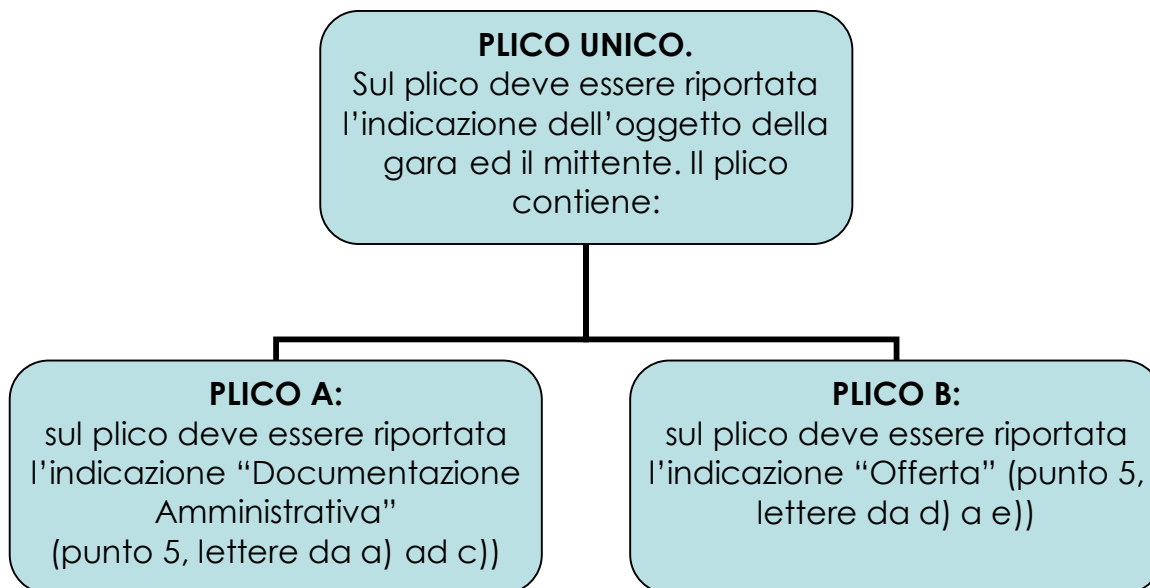 PLICO UNICO.
Sul plico deve essere riportata
l’indicazione dell’oggetto della
gara ed il mittente. Il plico
contiene:
PLICO A:
sul plico deve essere riportata
l’indicazione “Documentazione
Amministrativa”
(punto 5, lettere da a) ad c))
PLICO B:
sul plico deve essere riportata
l’indicazione “Offerta” (punto 5,
lettere da d) a e))